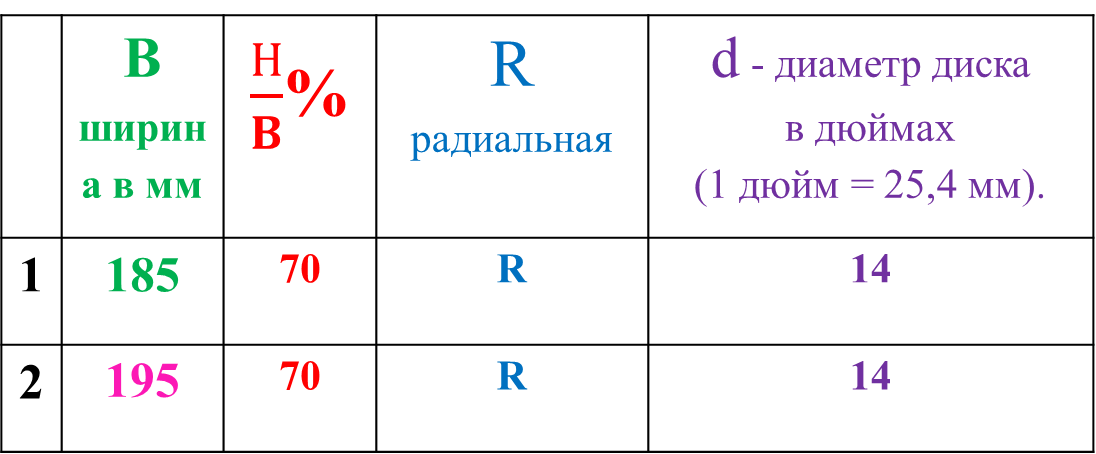 B
ширин
а в мм
H
B
%
R
радиальная
d - диаметр диска
в дюймах
(1 дюйм = 25,4 мм).
1
185
70
R
14
2
195
70
R
14